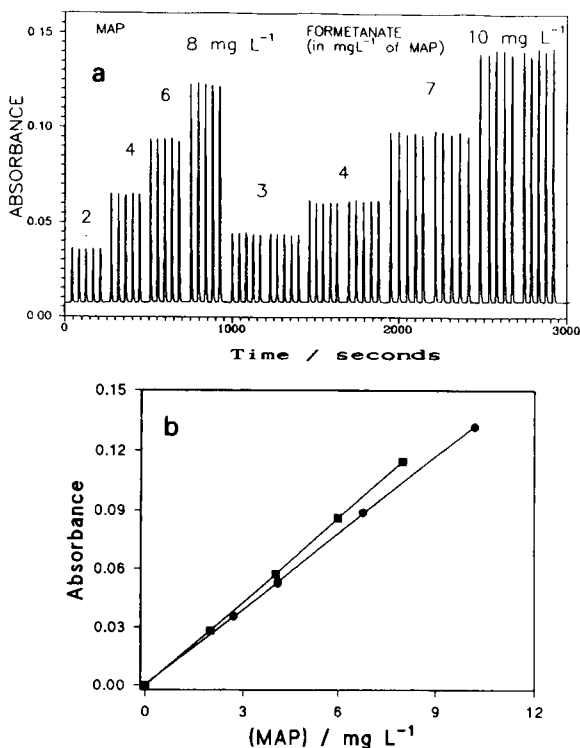 0.15
MAP
8 mg L⁻¹
FORMETANATE
(in mgL⁻¹ of MAP)
10 mg L⁻¹
a
6
7
0.10
4
4
3
2
0.05
0.00
ABSORBANCE
0
1000
2000
3000
Time / seconds
b
0.15
0.12
0.09
0.06
0.03
0.00
Absorbance
0
3
6
9
12
(MAP) / mg L⁻¹